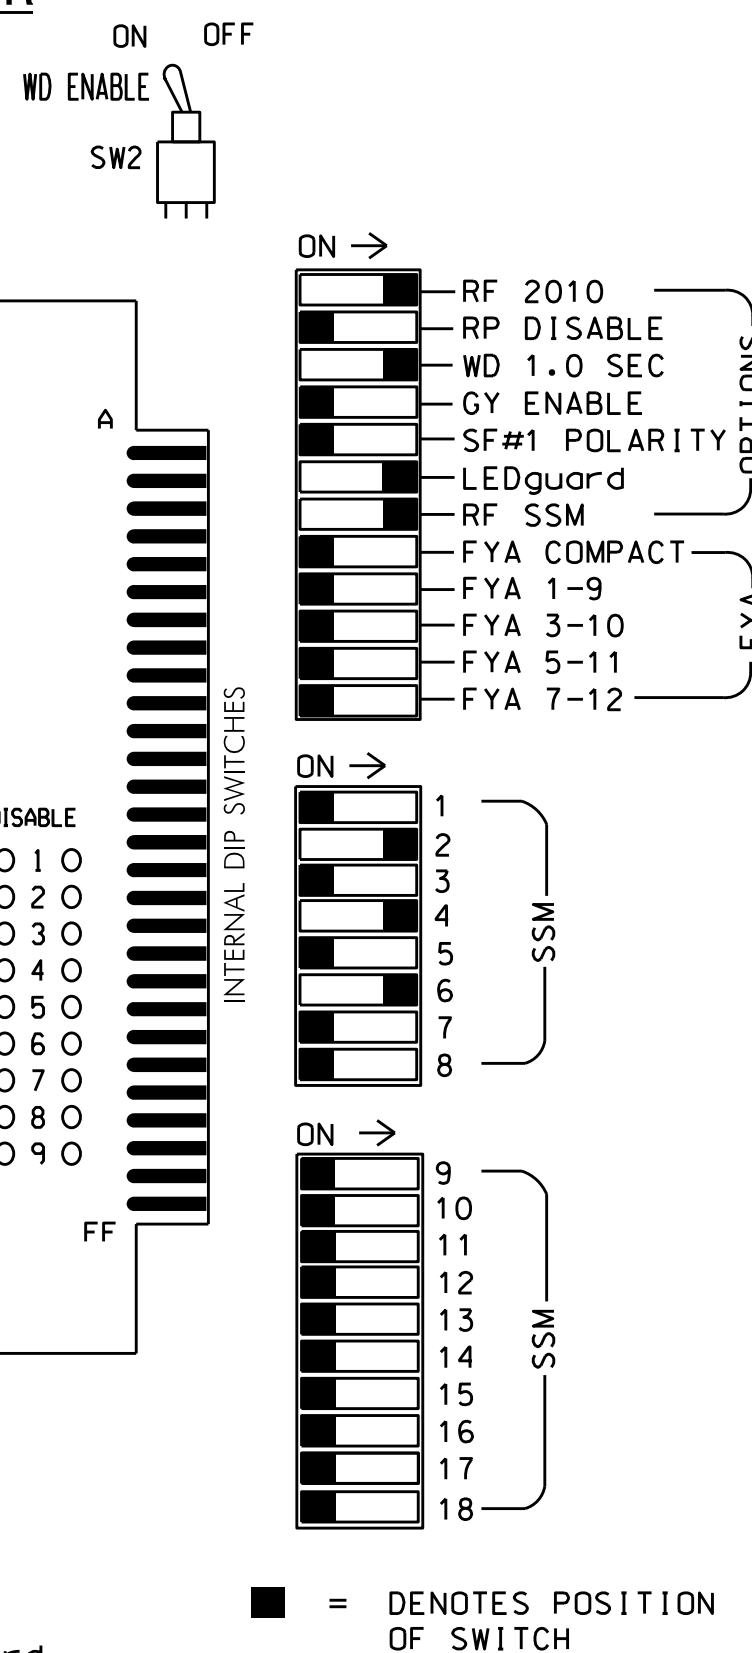 ON OFF
WD ENABLE
SW2
ON →
RF 2010
RP DISABLE
WD 1.0 SEC
GY ENABLE
SF#1 POLARITY
LEDguard
RF SSM
OPTIONS
FYA COMPACT
FYA 1-9
FYA 3-10
FYA 5-11
FYA 7-12
FYA
A
FF
INTERNAL DIP SWITCHES
1
2
3
4
5
6
7
8
9
ON →
1
2
3
4
5
6
7
8
SSM
ON →
9
10
11
12
13
14
15
16
17
18
SSM
= DENOTES POSITION
OF SWITCH